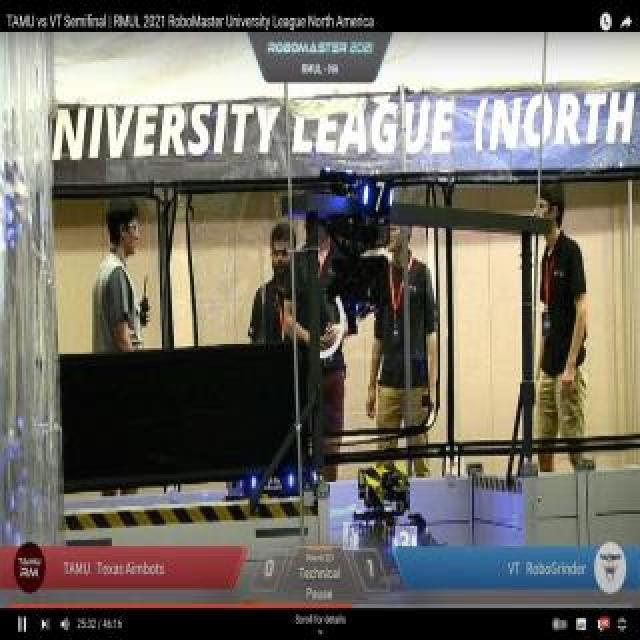 TAMU vs VT Semifinal | RMUL 2021 RoboMaster University League North America
ROBOMASTER 2021
RMUL - NA
NIVERSITY LEAGUE (NORTH
7
TAMU Texas Aimbots
0
Technical
Pause
1
VT RoboGrinder
25:32 / 46:16
Scroll for details